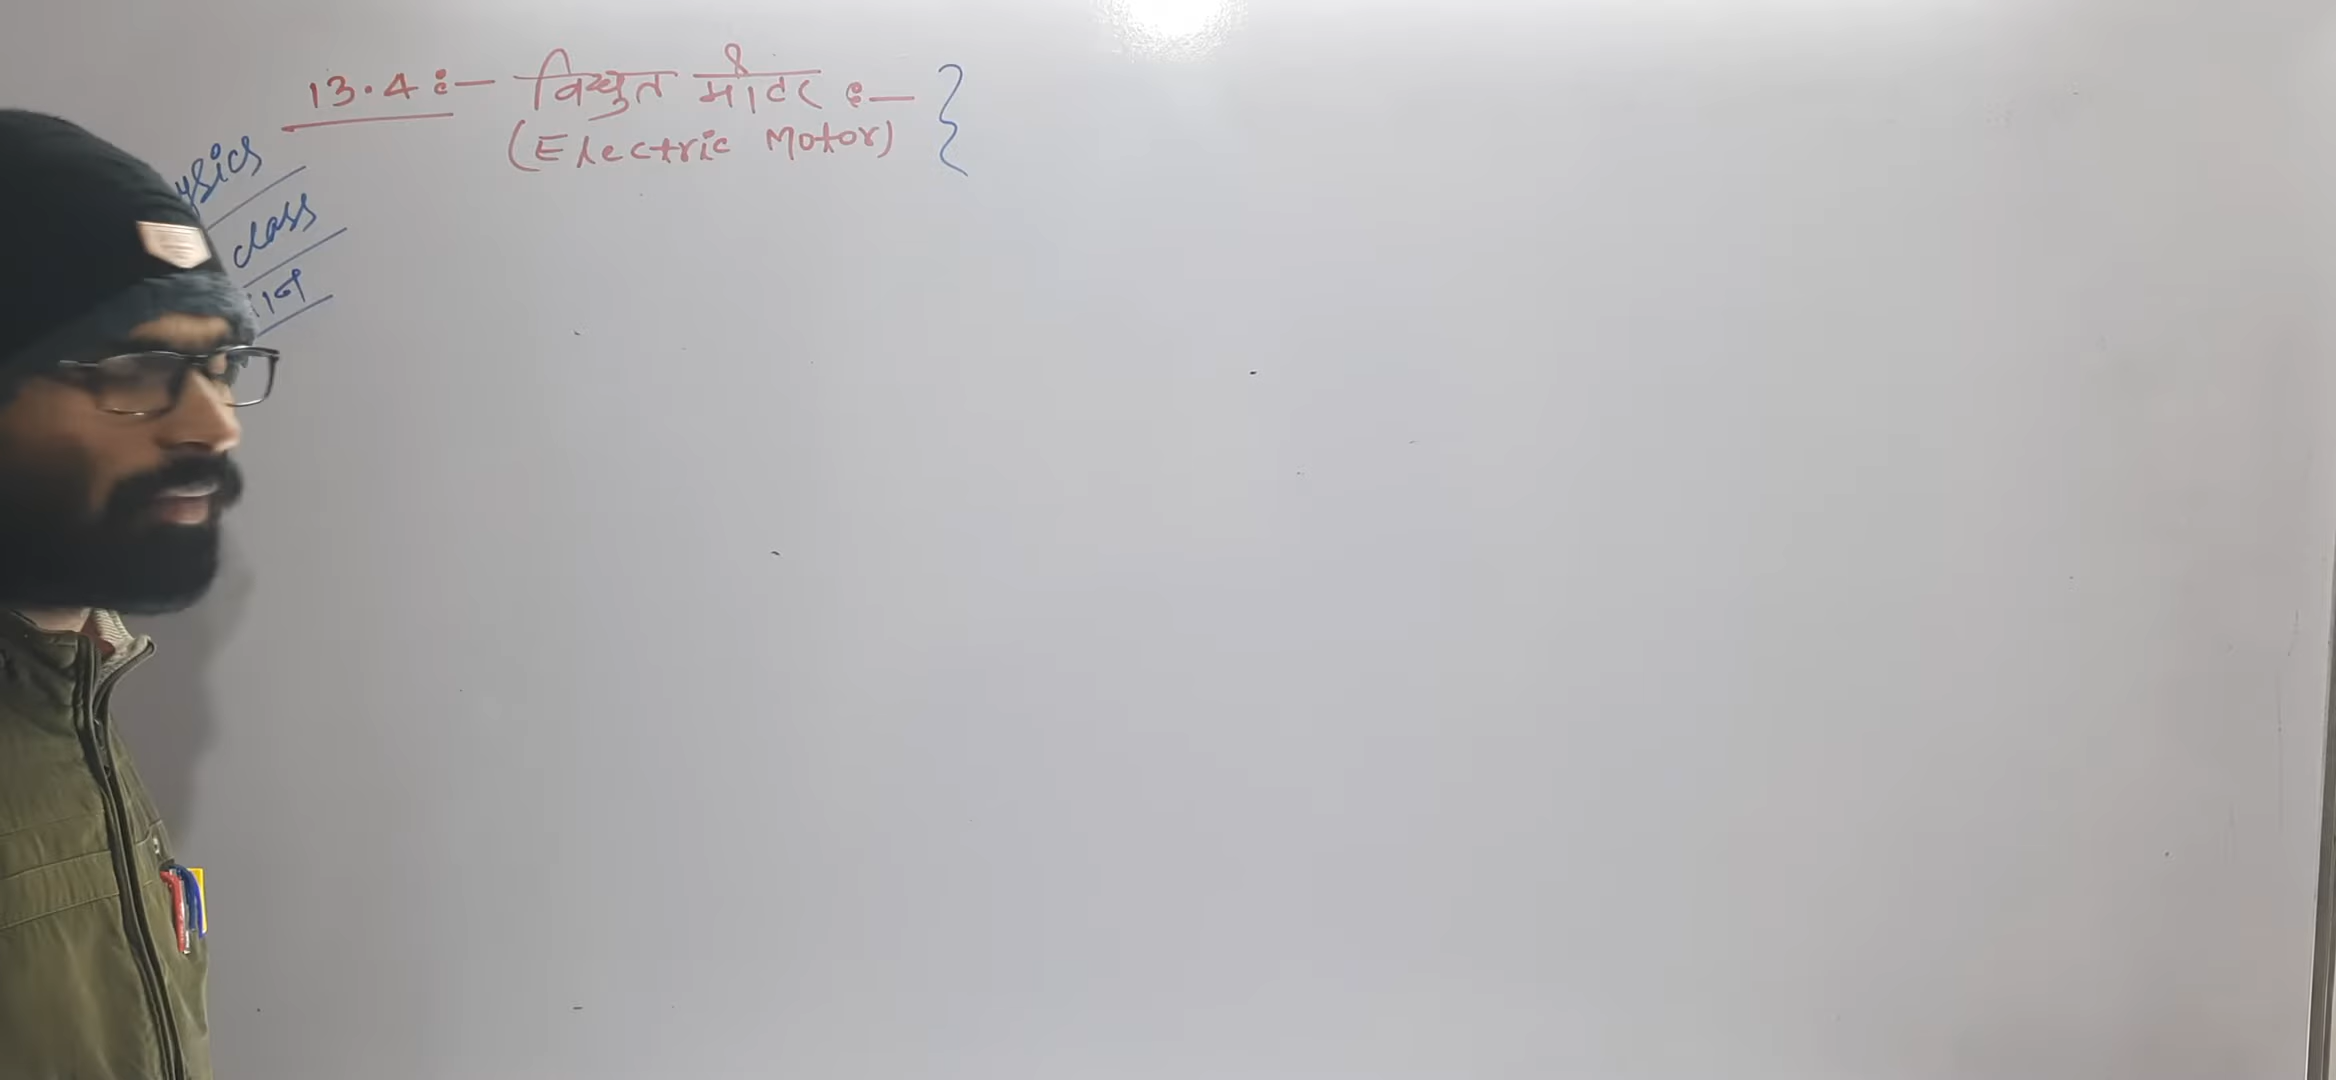 13.4:- विद्युत मोटर :-
(Electric Motor)
class